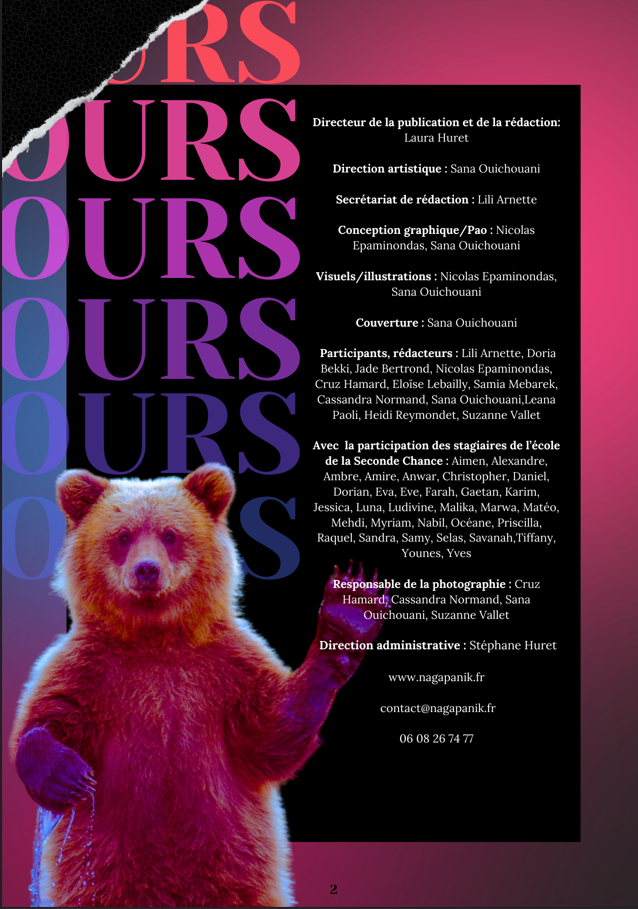 OURS
OURS
OURS
OURS
OURS
OURS
Directeur de la publication et de la rédaction:
Laura Huret
Direction artistique : Sana Ouichouani
Secrétariat de rédaction : Lili Arnette
Conception graphique/Pao : Nicolas
Epaminondas, Sana Ouichouani
Visuels/illustrations : Nicolas Epaminondas,
Sana Ouichouani
Couverture : Sana Ouichouani
Participants, rédacteurs : Lili Arnette, Doria
Bekki, Jade Bertrond, Nicolas Epaminondas,
Cruz Hamard, Eloïse Lebailly, Samia Mebarek,
Cassandra Normand, Sana Ouichouani,Leana
Paoli, Heidi Reymondet, Suzanne Vallet
Avec la participation des stagiaires de l'école
de la Seconde Chance : Aimen, Alexandre,
Ambre, Amire, Anwar, Christopher, Daniel,
Dorian, Eva, Eve, Farah, Gaetan, Karim,
Jessica, Luna, Ludivine, Malika, Marwa, Matéo,
Mehdi, Myriam, Nabil, Océane, Priscilla,
Raquel, Sandra, Samy, Selas, Savanah,Tiffany,
Younes, Yves
Responsable de la photographie : Cruz
Hamard, Cassandra Normand, Sana
Ouichouani, Suzanne Vallet
Direction administrative : Stéphane Huret
www.nagapanik.fr
contact@nagapanik.fr
06 08 26 74 77
2